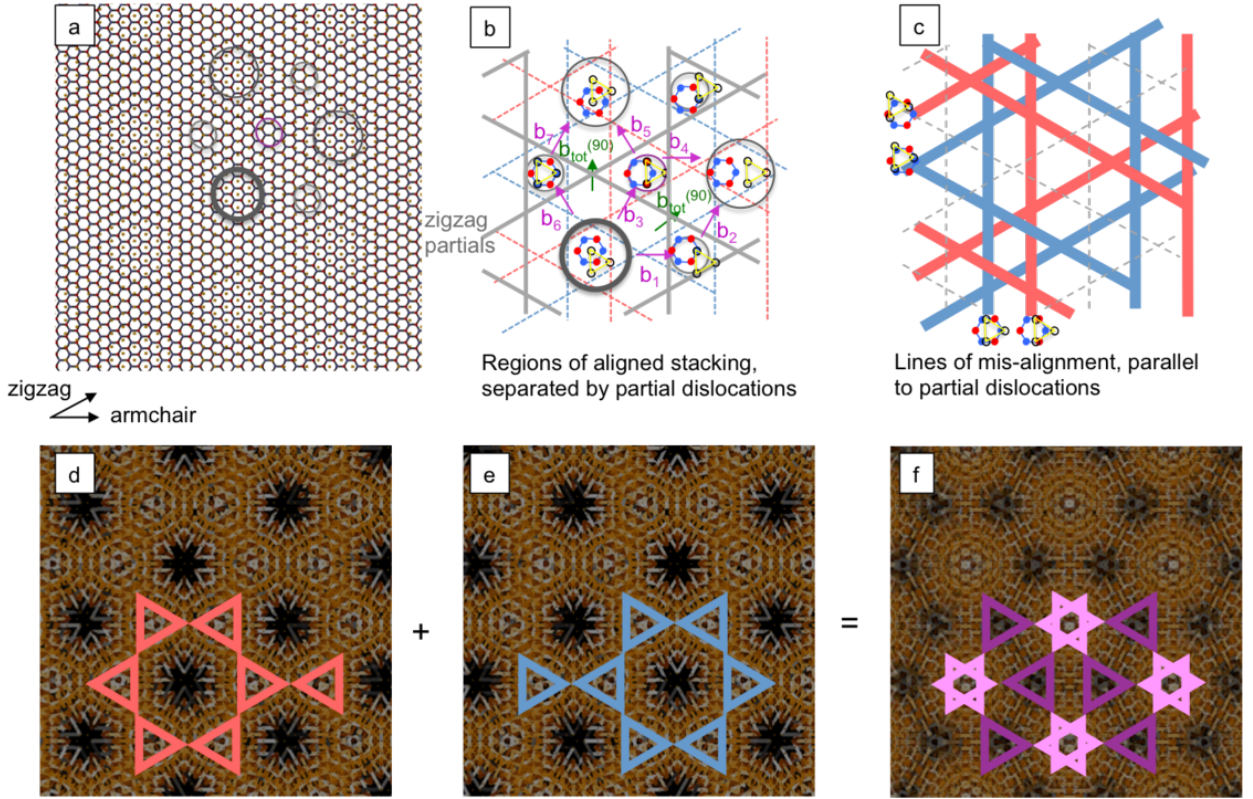 a
b
c
b₇
b₅
b₄
bₜₒₜ⁽⁹⁰⁾
bₜₒₜ⁽⁹⁰⁾
zigzag
partials
b₆
b₃
b₂
b₁
Regions of aligned stacking,
separated by partial dislocations
Lines of mis-alignment, parallel
to partial dislocations
zigzag
armchair
d
e
f
+
=